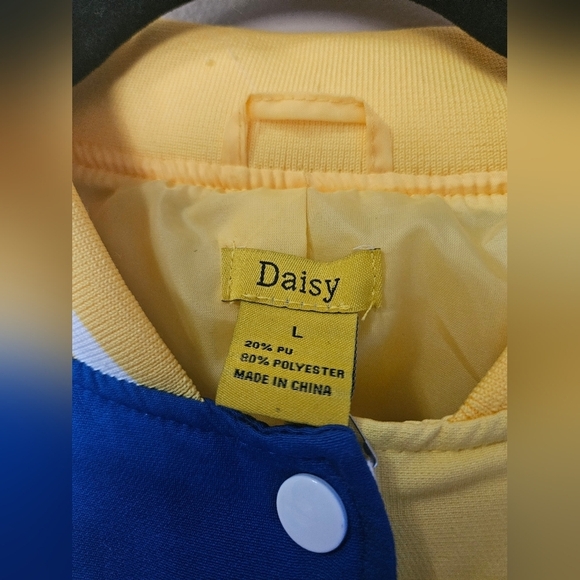 Daisy
L
20% PU
80% POLYESTER
MADE IN CHINA